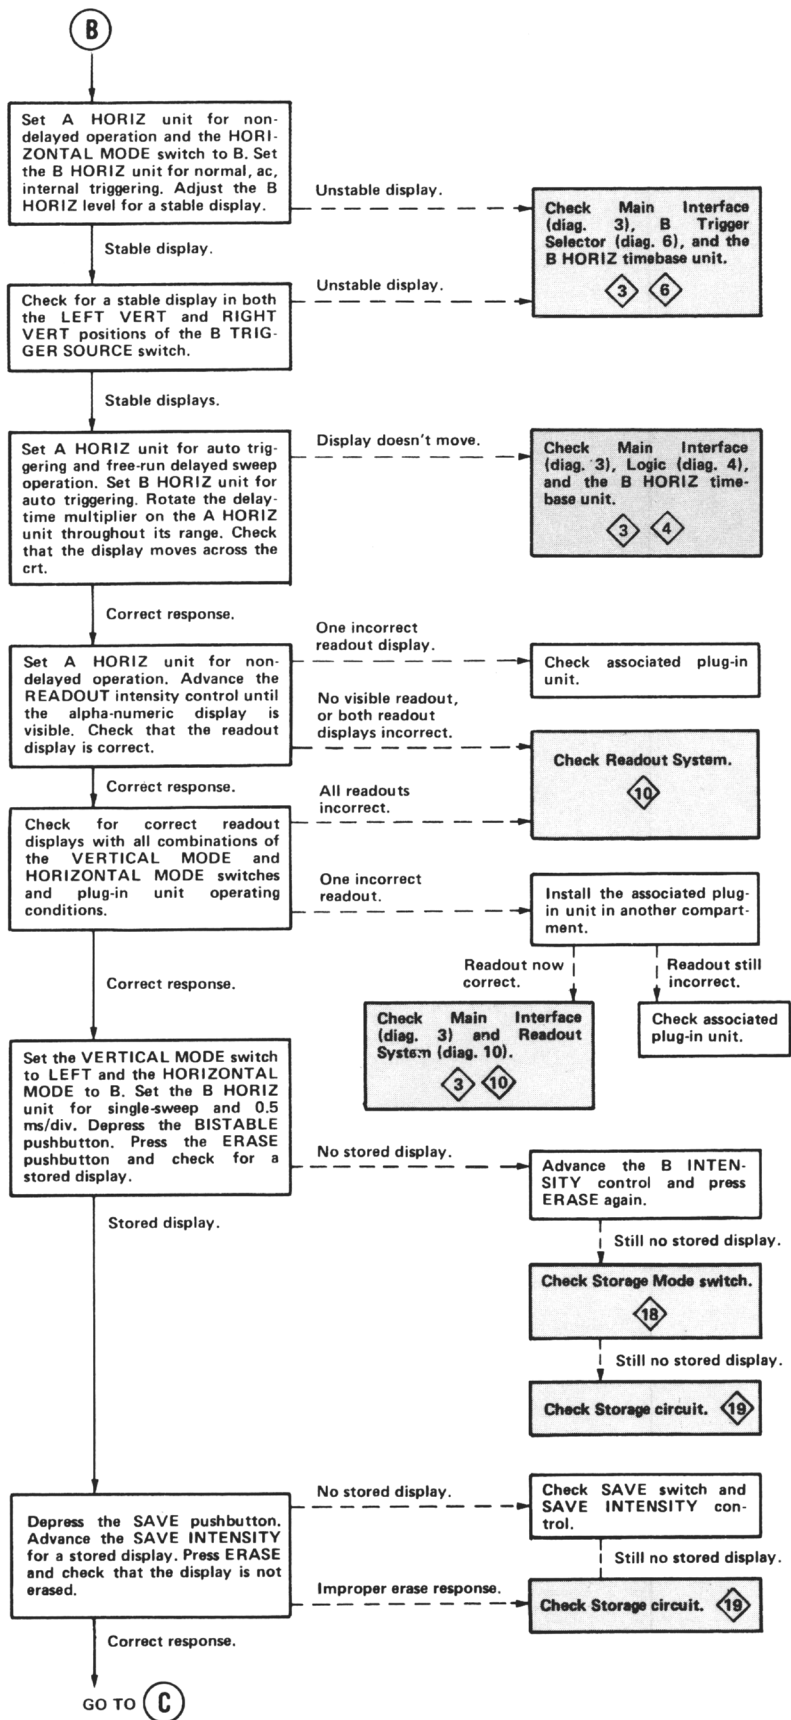 B
Set A HORIZ unit for non-
delayed operation and the HORI-
ZONTAL MODE switch to B. Set
the B HORIZ unit for normal, ac,
internal triggering. Adjust the B
HORIZ level for a stable display.
Unstable display.
Check Main Interface
(diag. 3), B Trigger
Selector (diag. 6), and the
B HORIZ timebase unit.
3 6
Stable display.
Check for a stable display in both
the LEFT VERT and RIGHT
VERT positions of the B TRIG-
GER SOURCE switch.
Unstable display.
Stable displays.
Set A HORIZ unit for auto trig-
gering and free-run delayed sweep
operation. Set B HORIZ unit for
auto triggering. Rotate the delay-
time multiplier on the A HORIZ
unit throughout its range. Check
that the display moves across the
crt.
Display doesn't move.
Check Main Interface
(diag. 3), Logic (diag. 4),
and the B HORIZ time-
base unit.
3 4
Correct response.
Set A HORIZ unit for non-
delayed operation. Advance the
READOUT intensity control until
the alpha-numeric display is
visible. Check that the readout
display is correct.
One incorrect
readout display.
Check associated plug-in
unit.
No visible readout,
or both readout
displays incorrect.
Check Readout System.
10
Correct response.
Check for correct readout
displays with all combinations of
the VERTICAL MODE and
HORIZONTAL MODE switches
and plug-in unit operating
conditions.
All readouts
incorrect.
One incorrect
readout.
Install the associated plug-
in unit in another compart-
ment.
Readout now
correct.
Readout still
incorrect.
Check Main Interface
(diag. 3) and Readout
System (diag. 10).
3 10
Check associated
plug-in unit.
Correct response.
Set the VERTICAL MODE switch
to LEFT and the HORIZONTAL
MODE to B. Set the B HORIZ
unit for single-sweep and 0.5
ms/div. Depress the BISTABLE
pushbutton. Press the ERASE
pushbutton and check for a
stored display.
No stored display.
Advance the B INTEN-
SITY control and press
ERASE again.
Still no stored display.
Check Storage Mode switch.
18
Still no stored display.
Check Storage circuit. 19
Stored display.
Depress the SAVE pushbutton.
Advance the SAVE INTENSITY
for a stored display. Press ERASE
and check that the display is not
erased.
No stored display.
Check SAVE switch and
SAVE INTENSITY con-
trol.
Still no stored display.
Improper erase response.
Check Storage circuit. 19
Correct response.
GO TO C